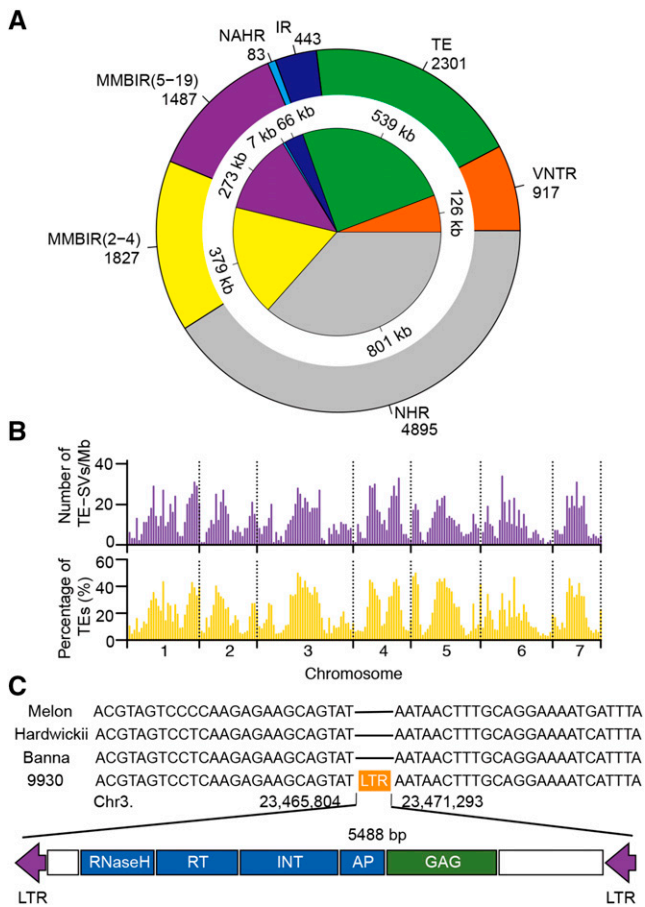 A
NAHR
83
IR
443
TE
2301
MMBIR(5−19)
1487
VNTR
917
MMBIR(2−4)
1827
NHR
4895
7 kb
66 kb
539 kb
273 kb
126 kb
379 kb
801 kb
B
Number of
TE−SVs/Mb
40
20
0
Percentage of
TEs (%)
60
40
20
0
1 2 3 4 5 6 7
Chromosome
C
Melon ACGTAGTCCCCAAGAGAAGCAGTAT AATAACTTTGCAGGAAAATGATTTA
Hardwickii ACGTAGTCCTCAAGAGAAGCAGTAT AATAACTTTGCAGGAAAATCATTTA
Banna ACGTAGTCCTCAAGAGAAGCAGTAT AATAACTTTGCAGGAAAATCATTTA
9930 ACGTAGTCCTCAAGAGAAGCAGTAT LTR AATAACTTTGCAGGAAAATCATTTA
Chr3. 23,465,804 23,471,293
5488 bp
RNaseH RT INT AP GAG
LTR LTR